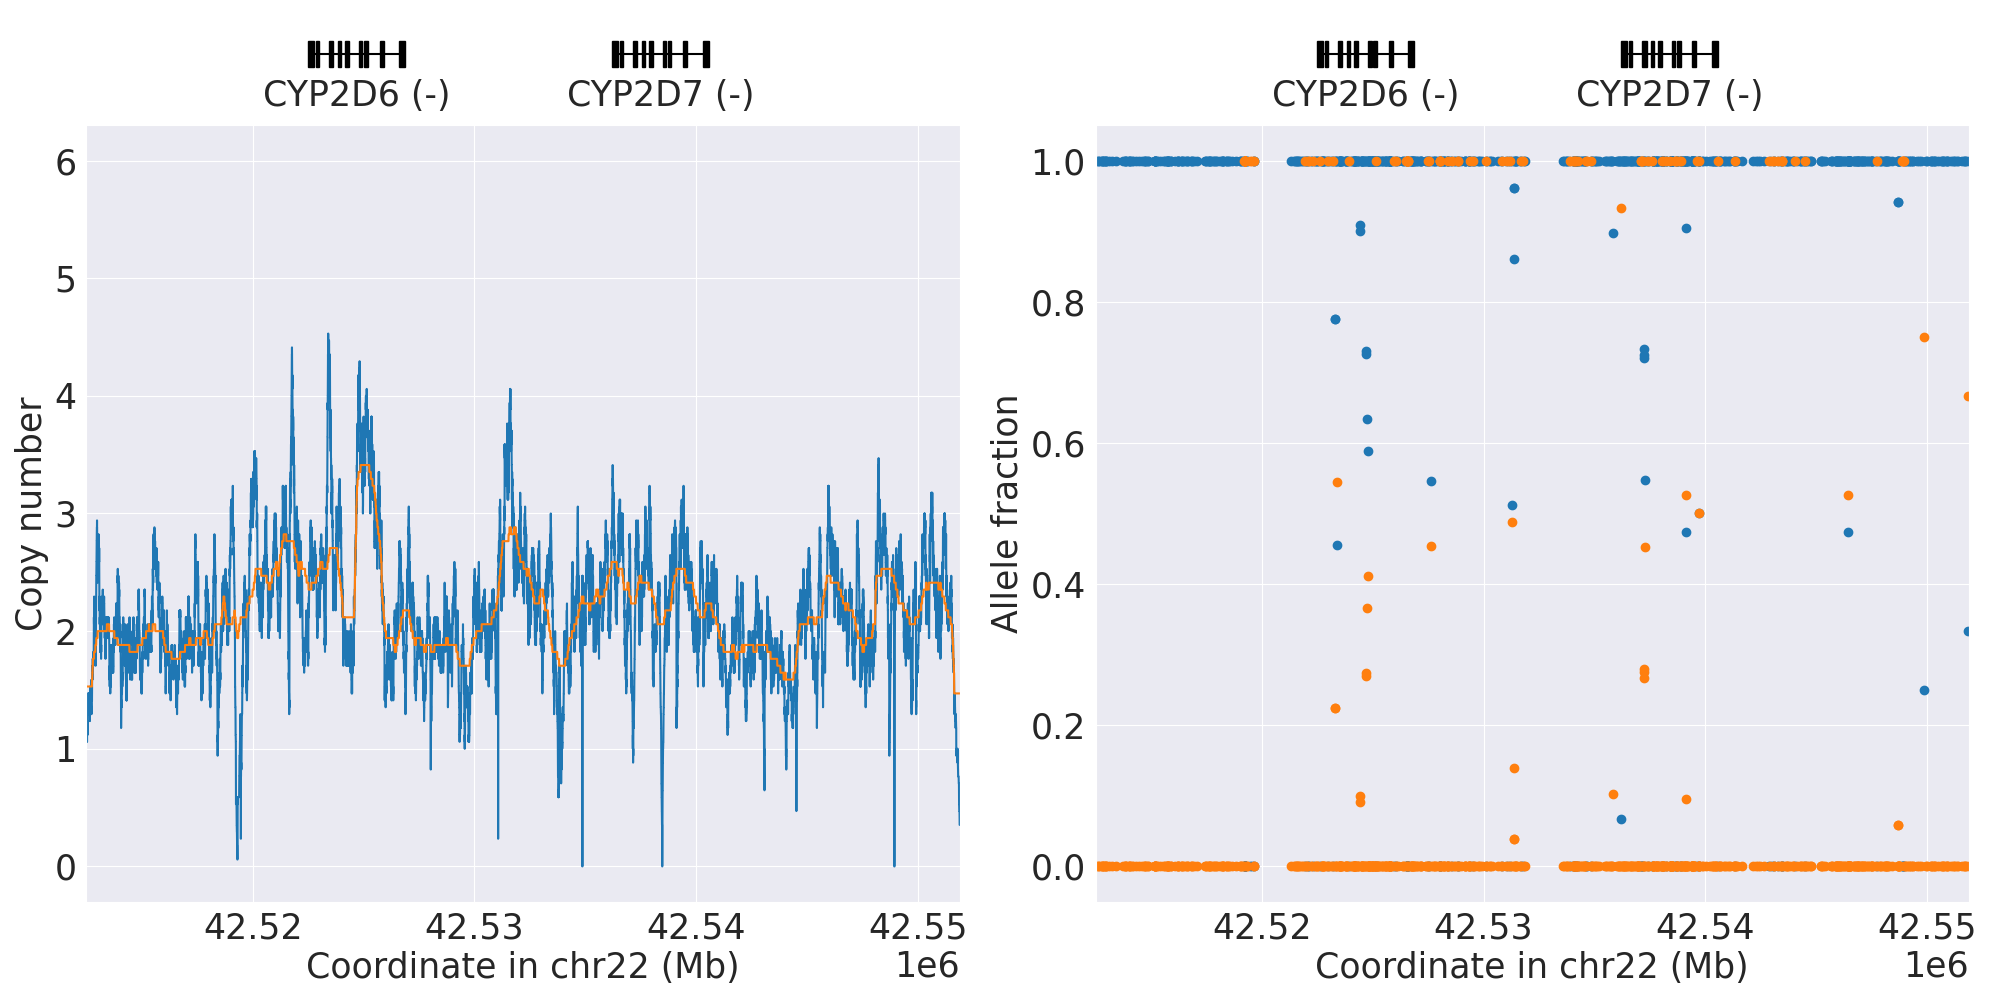 CYP2D6 (-) CYP2D7 (-)
6
5
4
3
2
1
0
Copy number
42.52 42.53 42.54 42.55
Coordinate in chr22 (Mb) 1e6
CYP2D6 (-) CYP2D7 (-)
1.0
0.8
0.6
0.4
0.2
0.0
Allele fraction
42.52 42.53 42.54 42.55
Coordinate in chr22 (Mb) 1e6